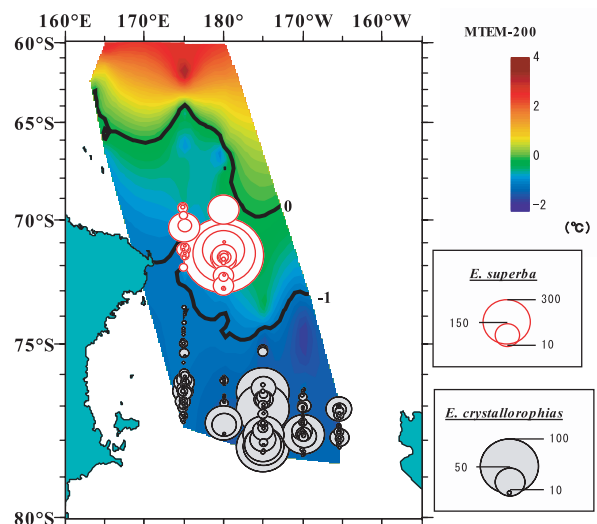 160°E 170°E 180° 170°W 160°W
MTEM-200
60°S
65°S
70°S
75°S
80°S
0
-1
4
2
0
-2
(℃)
E. superba
300
150
10
E. crystallorophias
100
50
10